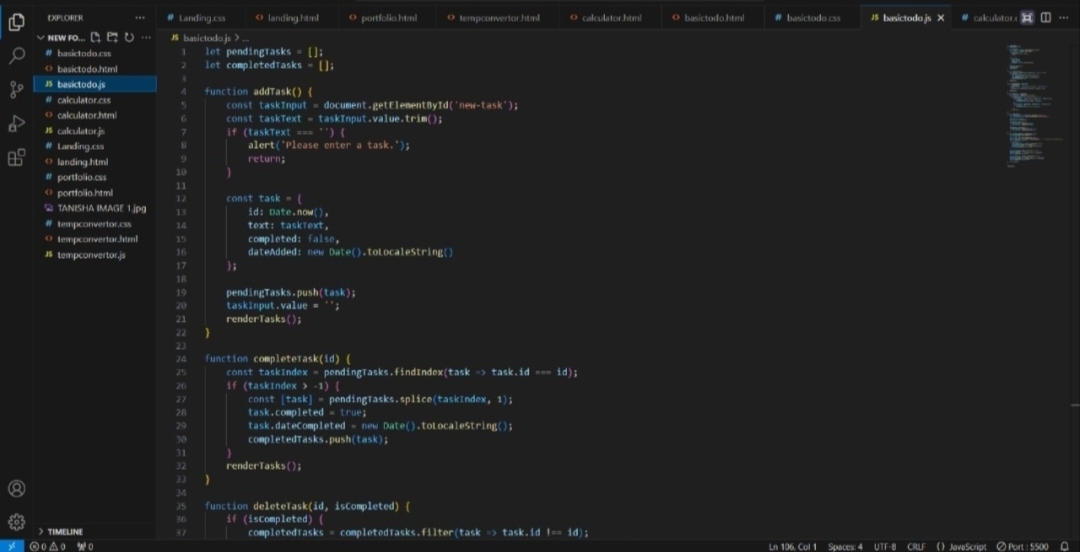 EXPLORER ...
Landing.css landing.html portfolio.html tempconvertor.html calculator.html basictodo.html basictodo.css JS basictodo.js calculator.c ...
NEW FO... ...
basictodo.js > ...
# basictodo.css
<> basictodo.html
JS basictodo.js
# calculator.css
<> calculator.html
JS calculator.js
# Landing.css
<> landing.html
# portfolio.css
<> portfolio.html
TANISHA IMAGE 1.jpg
# tempconvertor.css
<> tempconvertor.html
JS tempconvertor.js
TIMELINE
1 let pendingTasks = [];
2 let completedTasks = [];
3
4 function addTask() {
5 const taskInput = document.getElementById('new-task');
6 const taskText = taskInput.value.trim();
7 if (taskText === '') {
8 alert('Please enter a task.');
9 return;
10 }
11
12 const task = {
13 id: Date.now(),
14 text: taskText,
15 completed: false,
16 dateAdded: new Date().toLocaleString()
17 };
18
19 pendingTasks.push(task);
20 taskInput.value = '';
21 renderTasks();
22 }
23
24 function completeTask(id) {
25 const taskIndex = pendingTasks.findIndex(task => task.id === id);
26 if (taskIndex > -1) {
27 const [task] = pendingTasks.splice(taskIndex, 1);
28 task.completed = true;
29 task.dateCompleted = new Date().toLocaleString();
30 completedTasks.push(task);
31 }
32 renderTasks();
33 }
34
35 function deleteTask(id, isCompleted) {
36 if (isCompleted) {
37 completedTasks = completedTasks.filter(task => task.id !== id);
0 0 0 Ln 106, Col 1 Spaces: 4 UTF-8 CRLF {} JavaScript Port : 5500